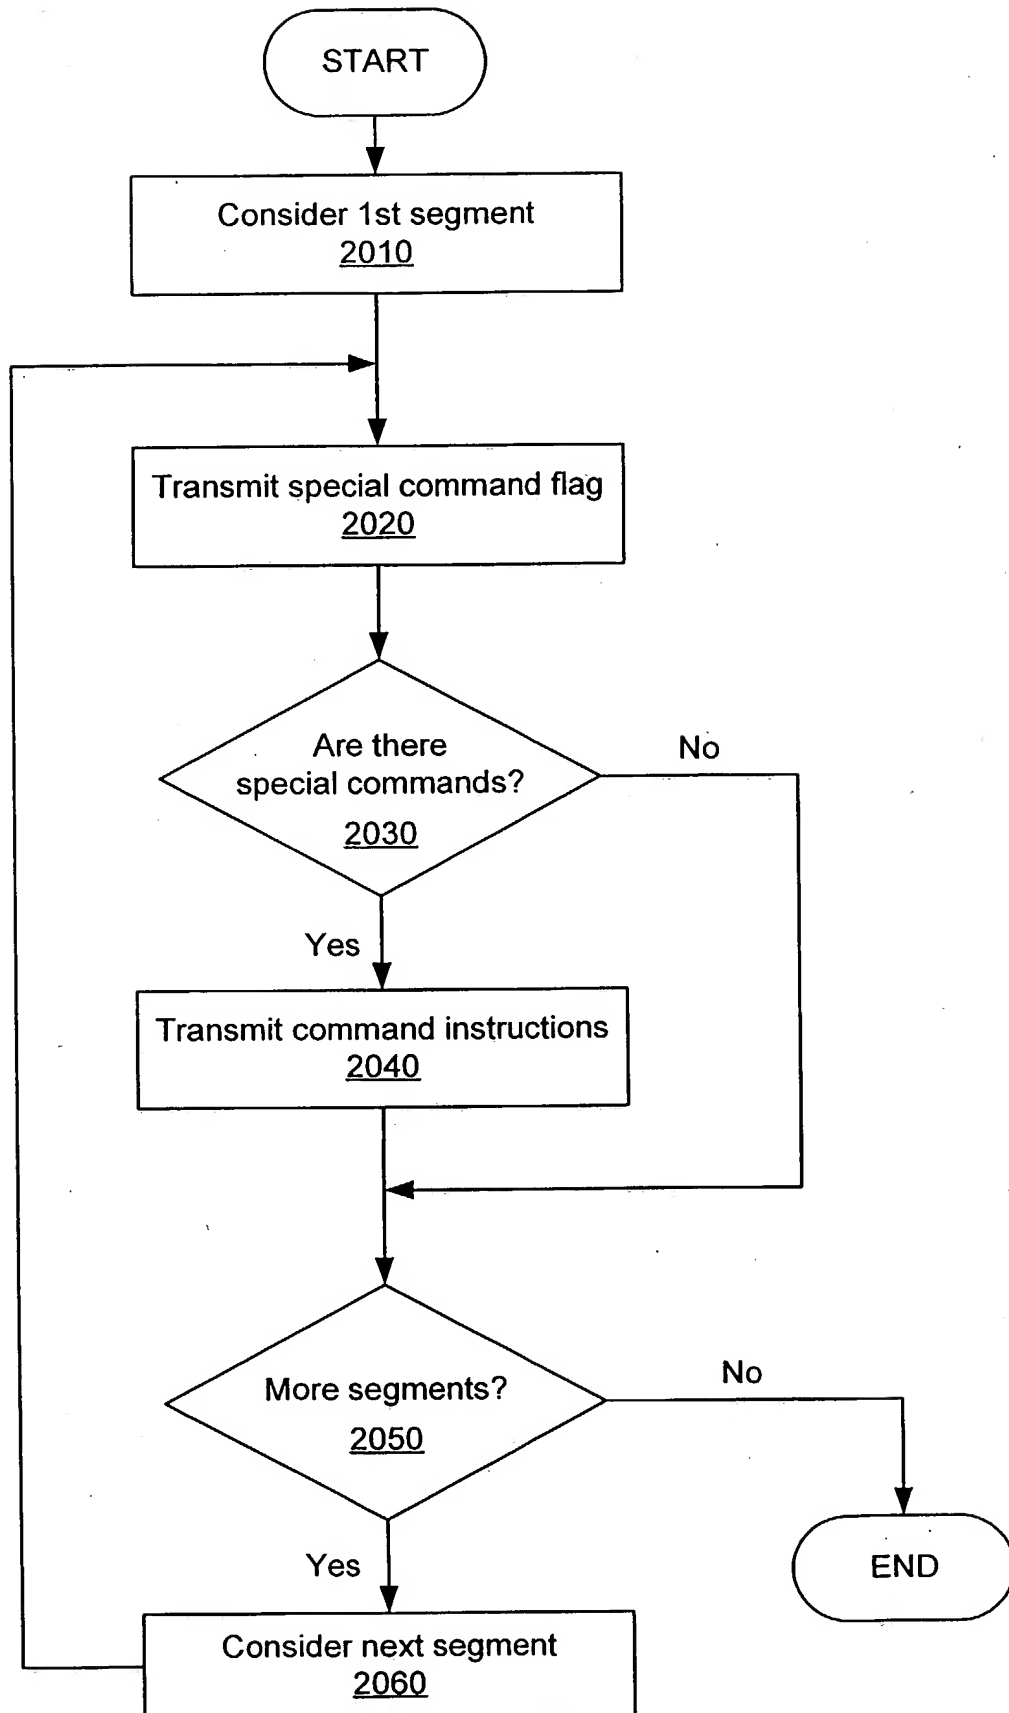 START
Consider 1st segment
2010
Transmit special command flag
2020
Are there
special commands?
2030
No
Yes
Transmit command instructions
2040
More segments?
2050
No
Yes
END
Consider next segment
2060